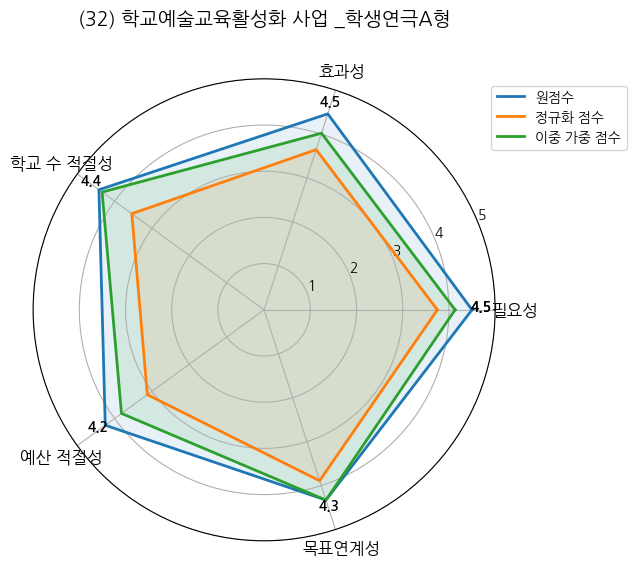 (32) 학교예술교육활성화 사업 _학생연극A형
원점수
정규화 점수
이중 가중 점수
효과성
4.5
학교 수 적절성
4.4
5
4
3
2
1
4.5
필요성
4.2
예산 적절성
4.3
목표연계성